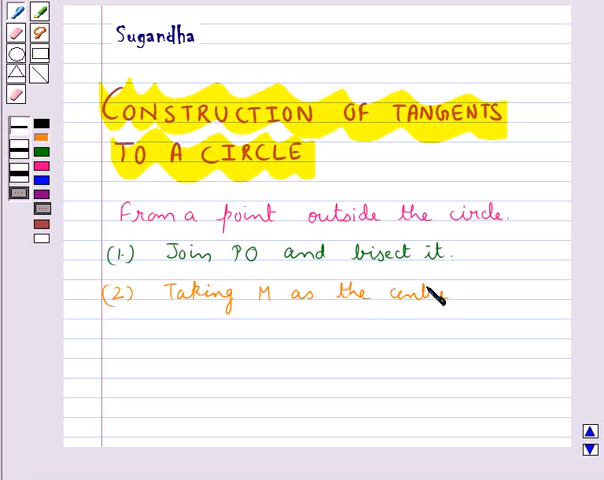 Sugandha
CONSTRUCTION OF TANGENTS
TO A CIRCLE
From a point outside the circle.
(1.) Join PO and bisect it.
(2) Taking M as the centre